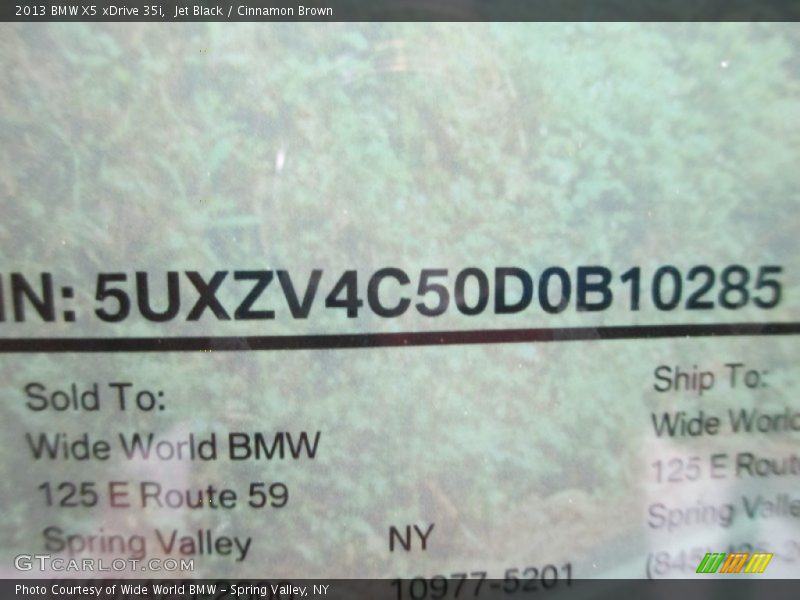 2013 BMW X5 xDrive 35i, Jet Black / Cinnamon Brown
IN: 5UXZV4C50D0B10285
Sold To:
Wide World BMW
125 E Route 59
Spring Valley NY
10977-5201
Ship To:
Wide World
125 E Rout
Spring Valle
GTCARLOT.COM
Photo Courtesy of Wide World BMW – Spring Valley, NY